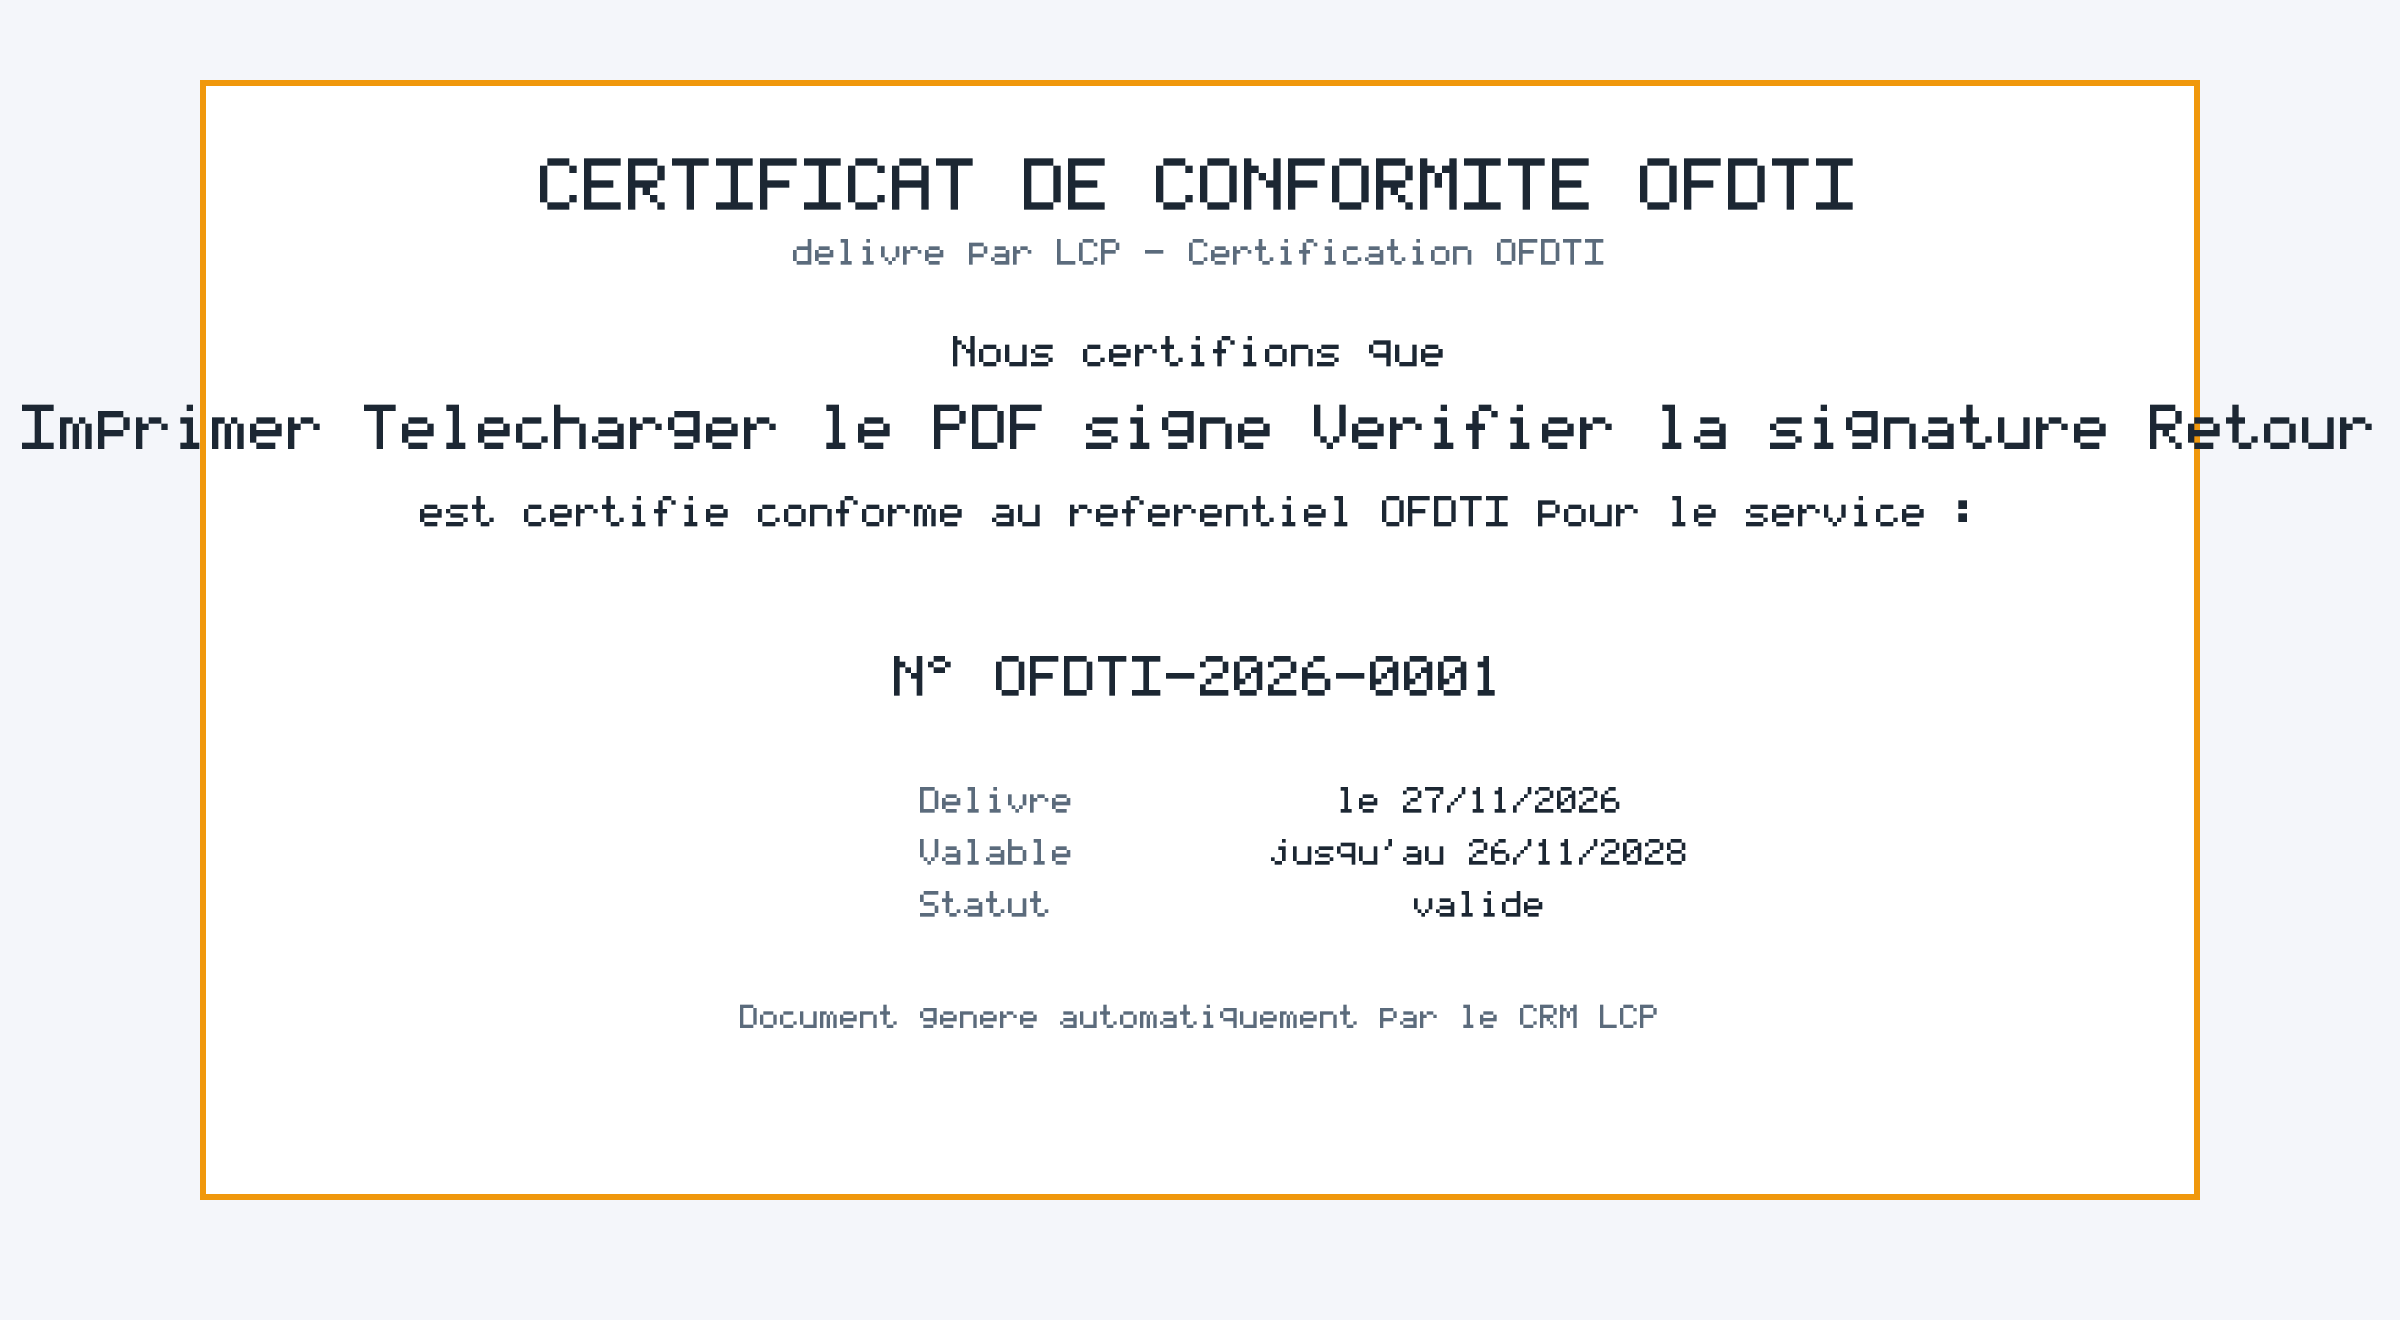 CERTIFICAT DE CONFORMITE OFDTI
delivre par LCP - Certification OFDTI
Nous certifions que
Imprimer Telecharger le PDF signe Verifier la signature Retour
est certifie conforme au referentiel OFDTI pour le service :
N° OFDTI-2026-0001
Delivre le 27/11/2026
Valable jusqu'au 26/11/2028
Statut valide
Document genere automatiquement par le CRM LCP